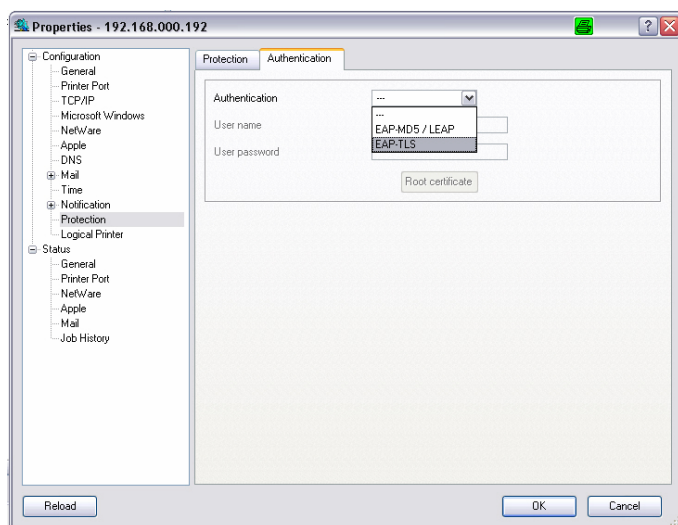 Properties - 192.168.000.192
Configuration
General
Printer Port
TCP/IP
Microsoft Windows
NetWare
Apple
DNS
Mail
Time
Notification
Protection
Logical Printer
Status
General
Printer Port
NetWare
Apple
Mail
Job History
Protection Authentication
Authentication ---
---
EAP-MD5 / LEAP
EAP-TLS
User name
User password
Root certificate
Reload OK Cancel